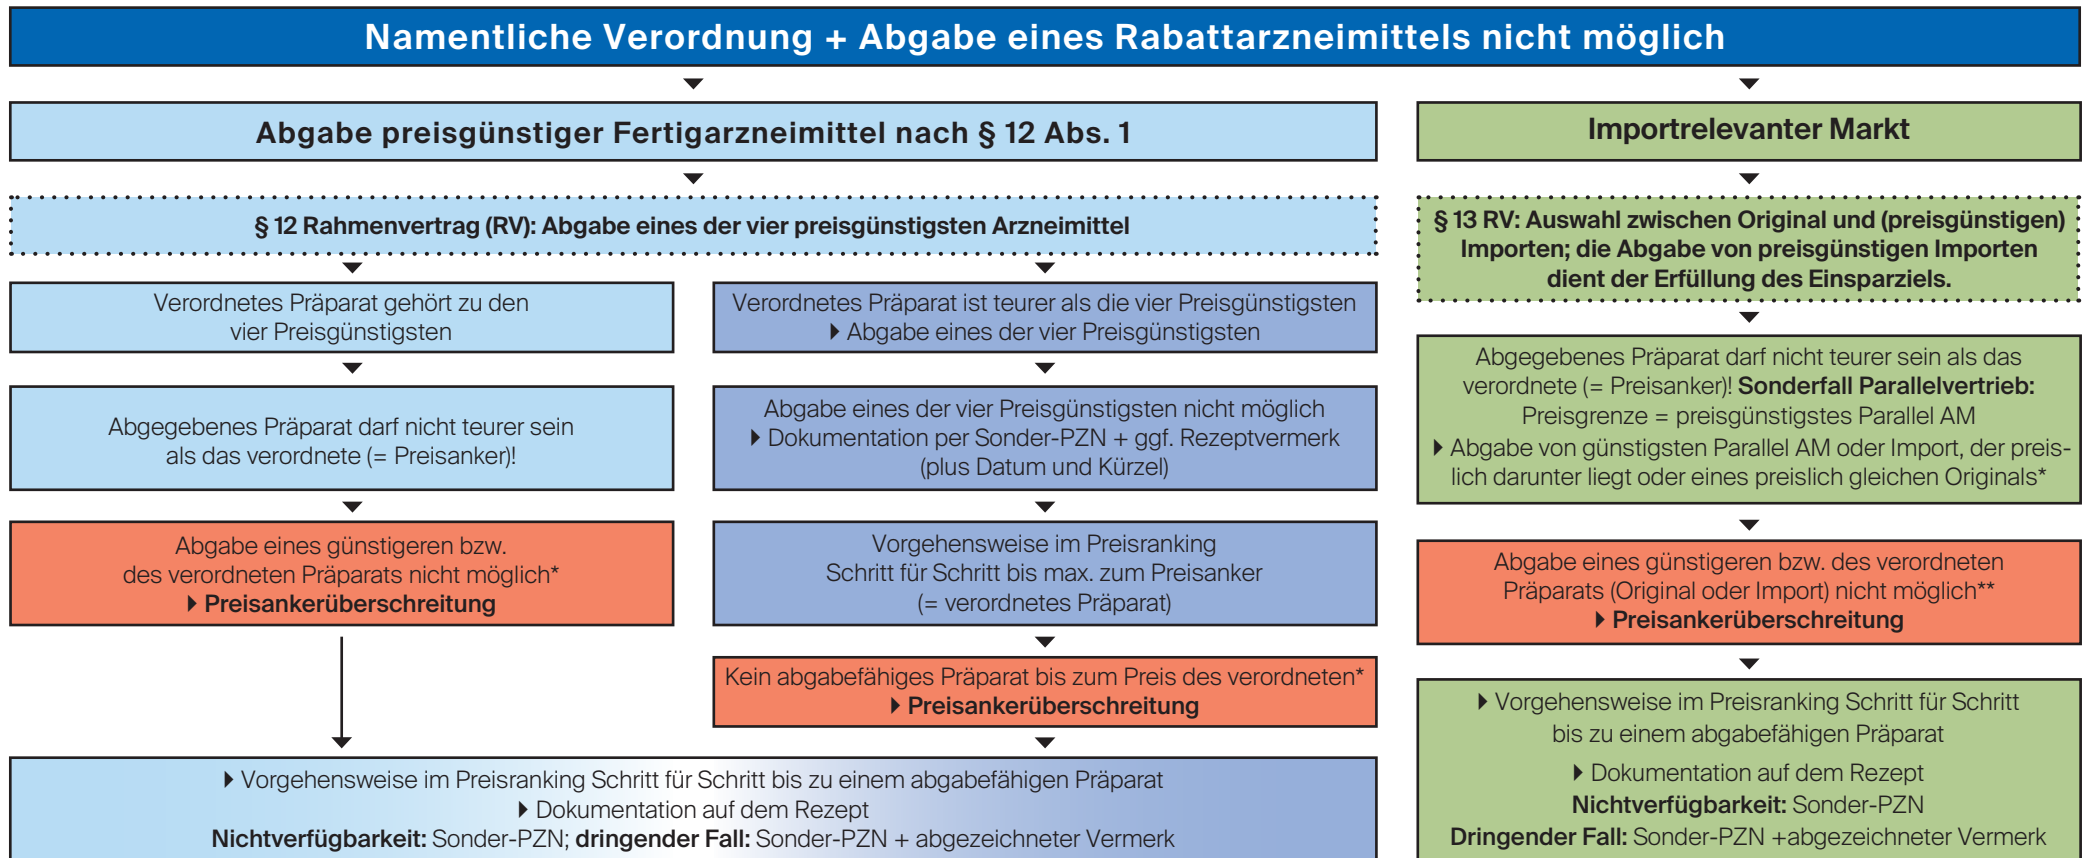 Namentliche Verordnung + Abgabe eines Rabattarzneimittels nicht möglich
Abgabe preisgünstiger Fertigarzneimittel nach § 12 Abs. 1
§ 12 Rahmenvertrag (RV): Abgabe eines der vier preisgünstigsten Arzneimittel
Verordnetes Präparat gehört zu den
vier Preisgünstigsten
Abgegebenes Präparat darf nicht teurer sein
als das verordnete (= Preisanker)!
Abgabe eines günstigeren bzw.
des verordneten Präparats nicht möglich*
▶ Preisankerüberschreitung
Verordnetes Präparat ist teurer als die vier Preisgünstigsten
▶ Abgabe eines der vier Preisgünstigsten
Abgabe eines der vier Preisgünstigsten nicht möglich
▶ Dokumentation per Sonder-PZN + ggf. Rezeptvermerk
(plus Datum und Kürzel)
Vorgehensweise im Preisranking
Schritt für Schritt bis max. zum Preisanker
(= verordnetes Präparat)
Kein abgabefähiges Präparat bis zum Preis des verordneten*
▶ Preisankerüberschreitung
▶ Vorgehensweise im Preisranking Schritt für Schritt bis zu einem abgabefähigen Präparat
▶ Dokumentation auf dem Rezept
Nichtverfügbarkeit: Sonder-PZN; dringender Fall: Sonder-PZN + abgezeichneter Vermerk
Importrelevanter Markt
§ 13 RV: Auswahl zwischen Original und (preisgünstigen)
Importen; die Abgabe von preisgünstigen Importen
dient der Erfüllung des Einsparziels.
Abgegebenes Präparat darf nicht teurer sein als das
verordnete (= Preisanker)! Sonderfall Parallelvertrieb:
Preisgrenze = preisgünstigstes Parallel AM
▶ Abgabe von günstigsten Parallel AM oder Import, der preis-
lich darunter liegt oder eines preislich gleichen Originals*
Abgabe eines günstigeren bzw. des verordneten
Präparats (Original oder Import) nicht möglich**
▶ Preisankerüberschreitung
▶ Vorgehensweise im Preisranking Schritt für Schritt
bis zu einem abgabefähigen Präparat
▶ Dokumentation auf dem Rezept
Nichtverfügbarkeit: Sonder-PZN
Dringender Fall: Sonder-PZN +abgezeichneter Vermerk